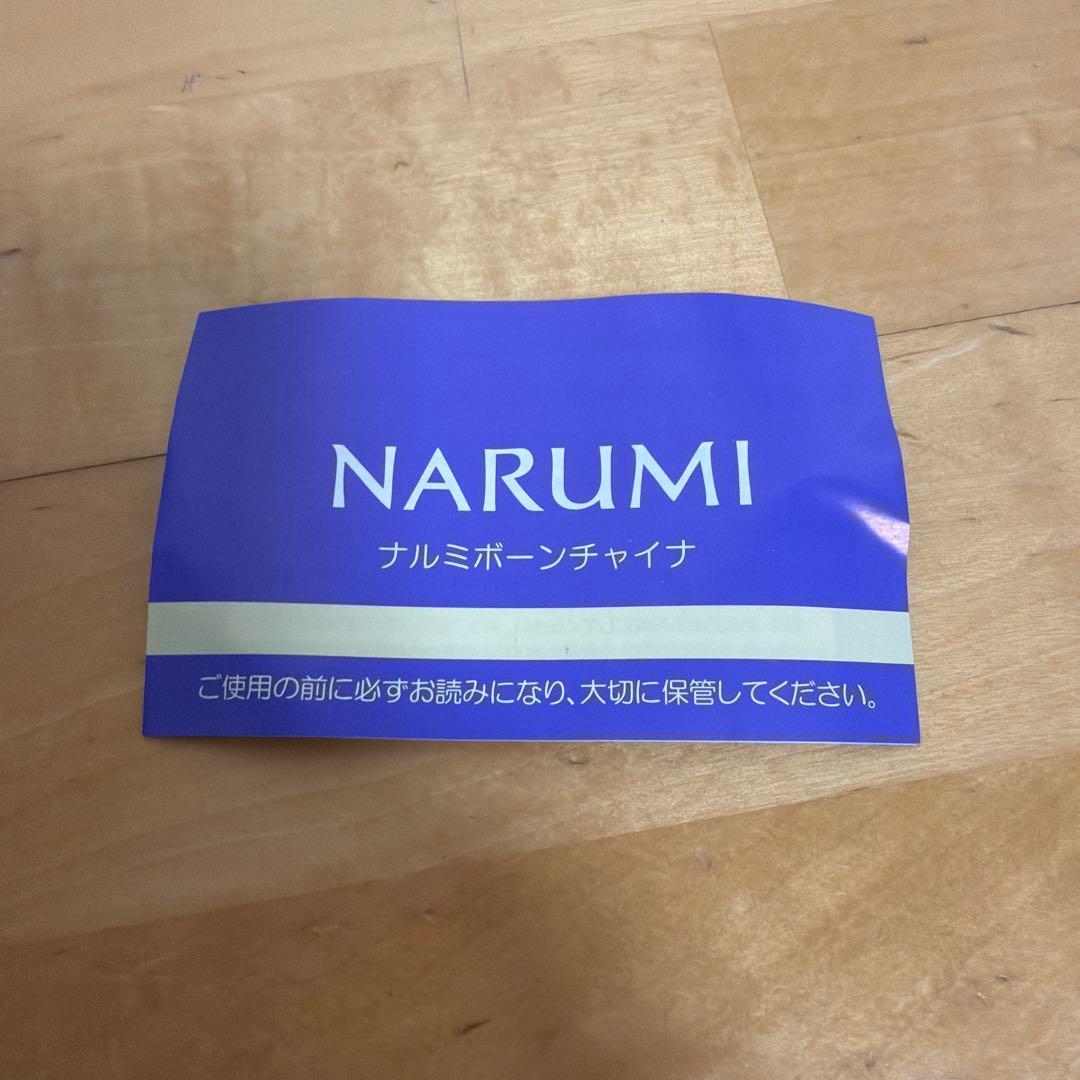 NARUMI
ナルミボーンチャイナ
ご使用の前に必ずお読みになり、大切に保管してください。